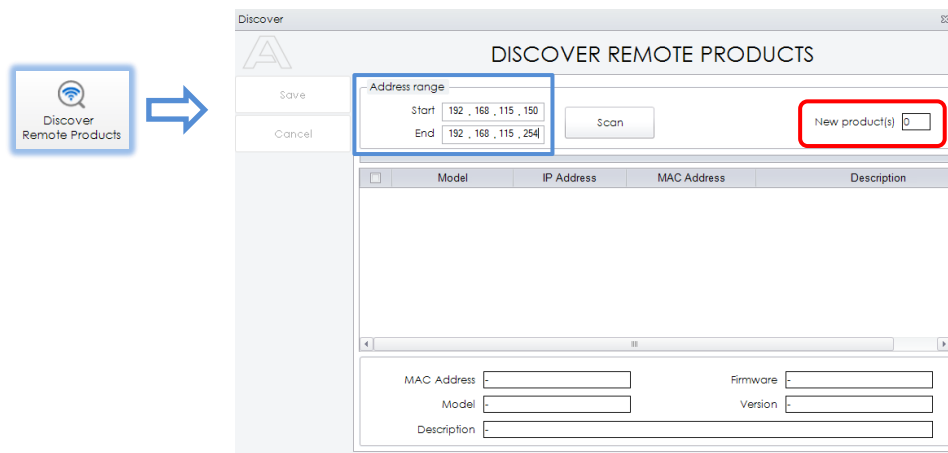 Discover
DISCOVER REMOTE PRODUCTS
Discover
Remote Products
Save
Cancel
Address range
Start 192 . 168 . 115 . 150
End 192 . 168 . 115 . 254
Scan
New product(s) 0
Model IP Address MAC Address Description
MAC Address - Firmware -
Model - Version -
Description -